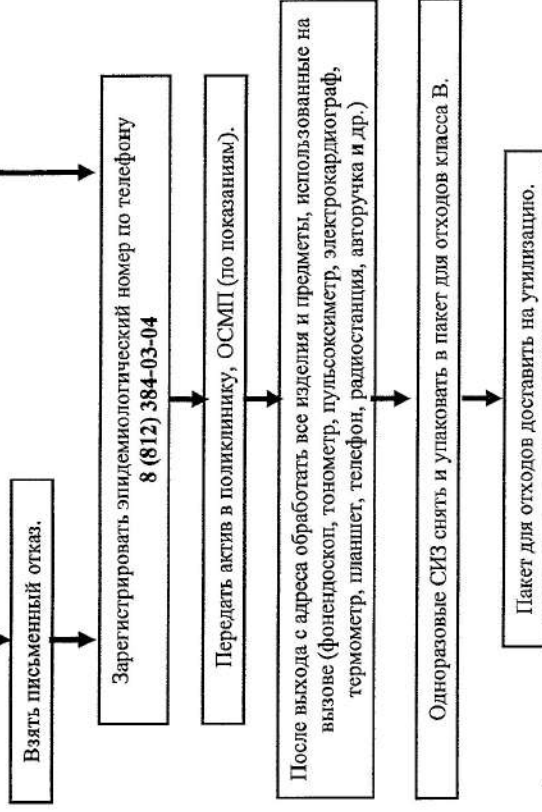 Взять письменный отказ.
Зарегистрировать эпидемиологический номер по телефону
8 (812) 384-03-04
Передать актив в поликлинику, ОСМП (по показаниям).
После выхода с адреса обработать все изделия и предметы, использованные на
вызове (фонендоскоп, тонометр, пульсоксиметр, электрокардиограф,
термометр, планшет, телефон, радиостанция, авторучка и др.)
Одноразовые СИЗ снять и упаковать в пакет для отходов класса В.
Пакет для отходов доставить на утилизацию.